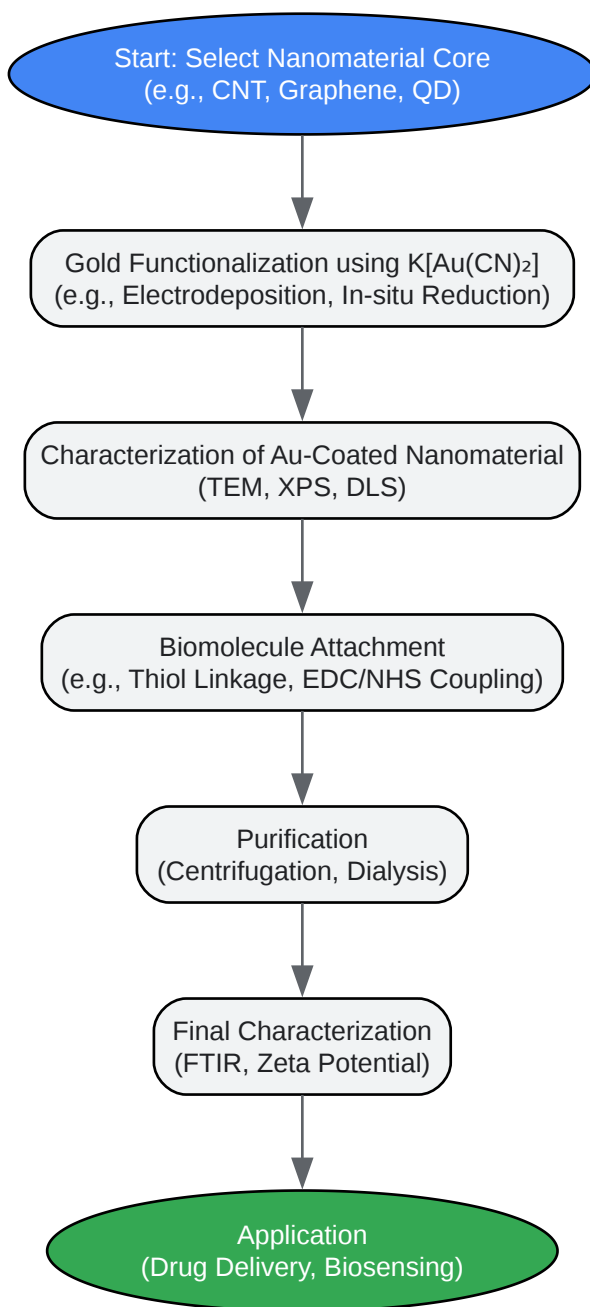 Start: Select Nanomaterial Core
(e.g., CNT, Graphene, QD)
Gold Functionalization using K[Au(CN)₂]
(e.g., Electrodeposition, In-situ Reduction)
Characterization of Au-Coated Nanomaterial
(TEM, XPS, DLS)
Biomolecule Attachment
(e.g., Thiol Linkage, EDC/NHS Coupling)
Purification
(Centrifugation, Dialysis)
Final Characterization
(FTIR, Zeta Potential)
Application
(Drug Delivery, Biosensing)